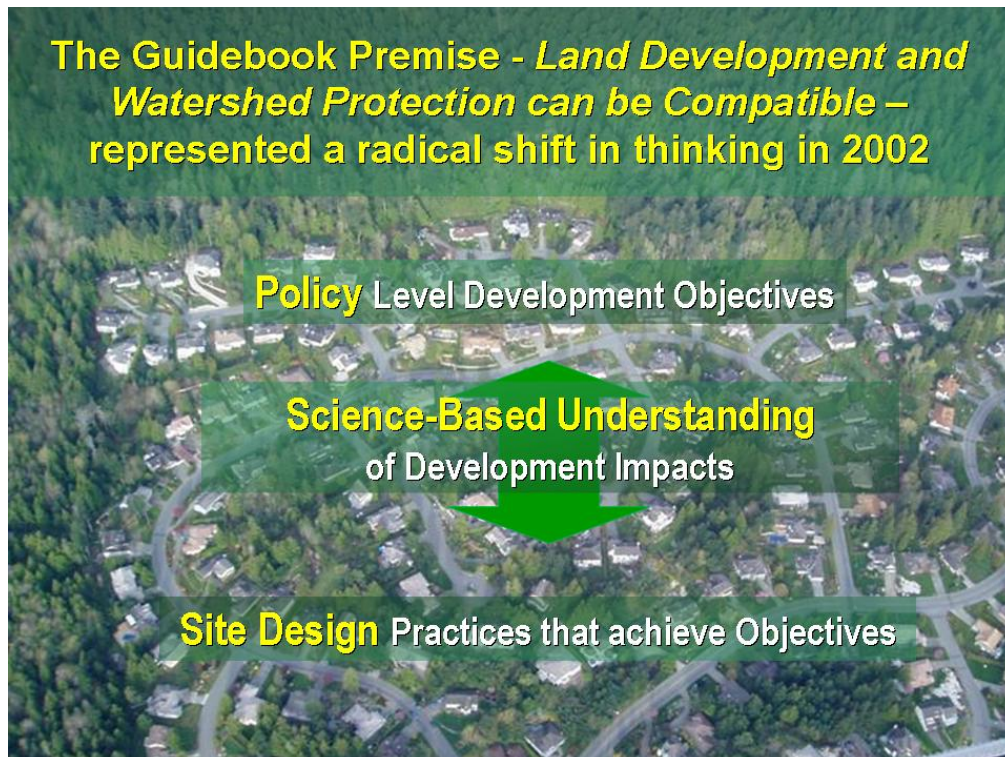 The Guidebook Premise - Land Development and
Watershed Protection can be Compatible –
represented a radical shift in thinking in 2002
Policy Level Development Objectives
Science-Based Understanding
of Development Impacts
Site Design Practices that achieve Objectives